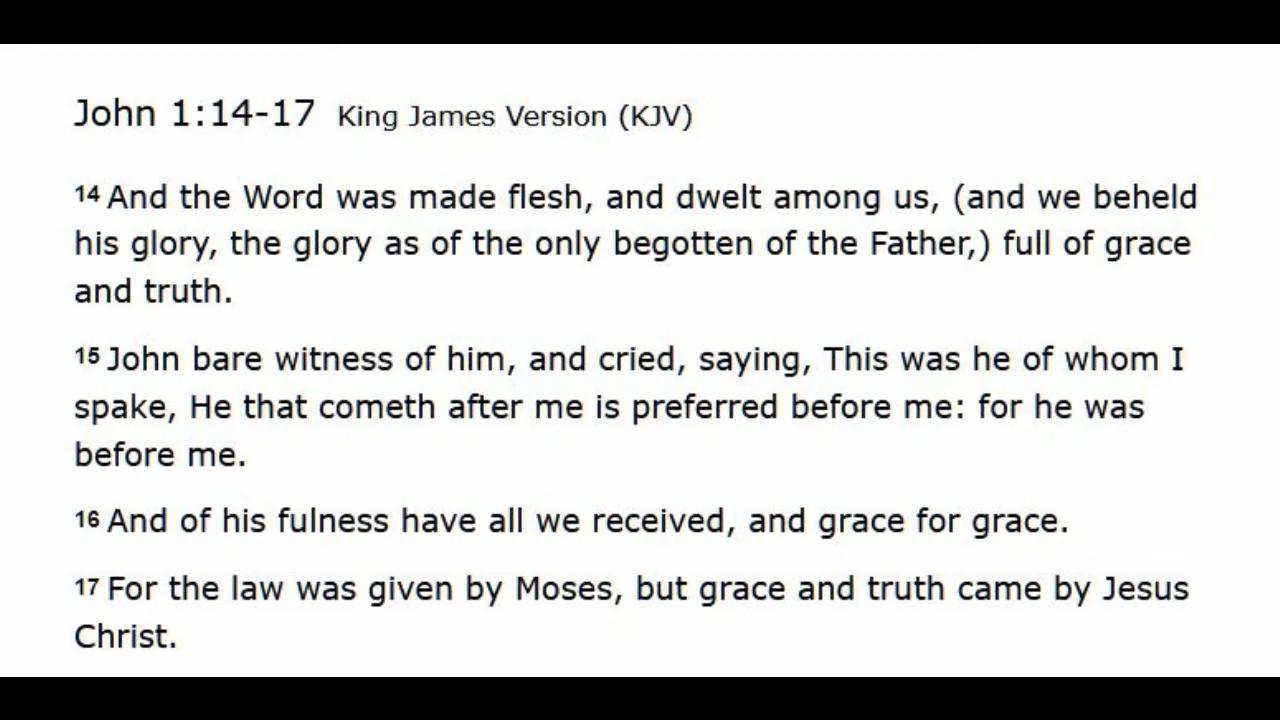 John 1:14-17 King James Version (KJV)
14 And the Word was made flesh, and dwelt among us, (and we beheld
his glory, the glory as of the only begotten of the Father,) full of grace
and truth.
15 John bare witness of him, and cried, saying, This was he of whom I
spake, He that cometh after me is preferred before me: for he was
before me.
16 And of his fulness have all we received, and grace for grace.
17 For the law was given by Moses, but grace and truth came by Jesus
Christ.